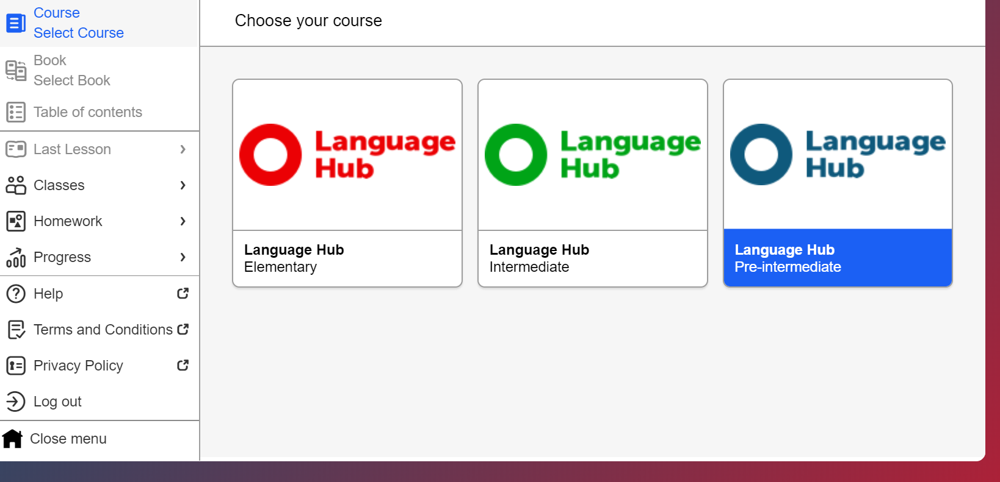 Course
Select Course
Book
Select Book
Table of contents
Last Lesson
Classes
Homework
Progress
Help
Terms and Conditions
Privacy Policy
Log out
Close menu
Choose your course
Language
Hub
Language Hub
Elementary
Language
Hub
Language Hub
Intermediate
Language
Hub
Language Hub
Pre-intermediate